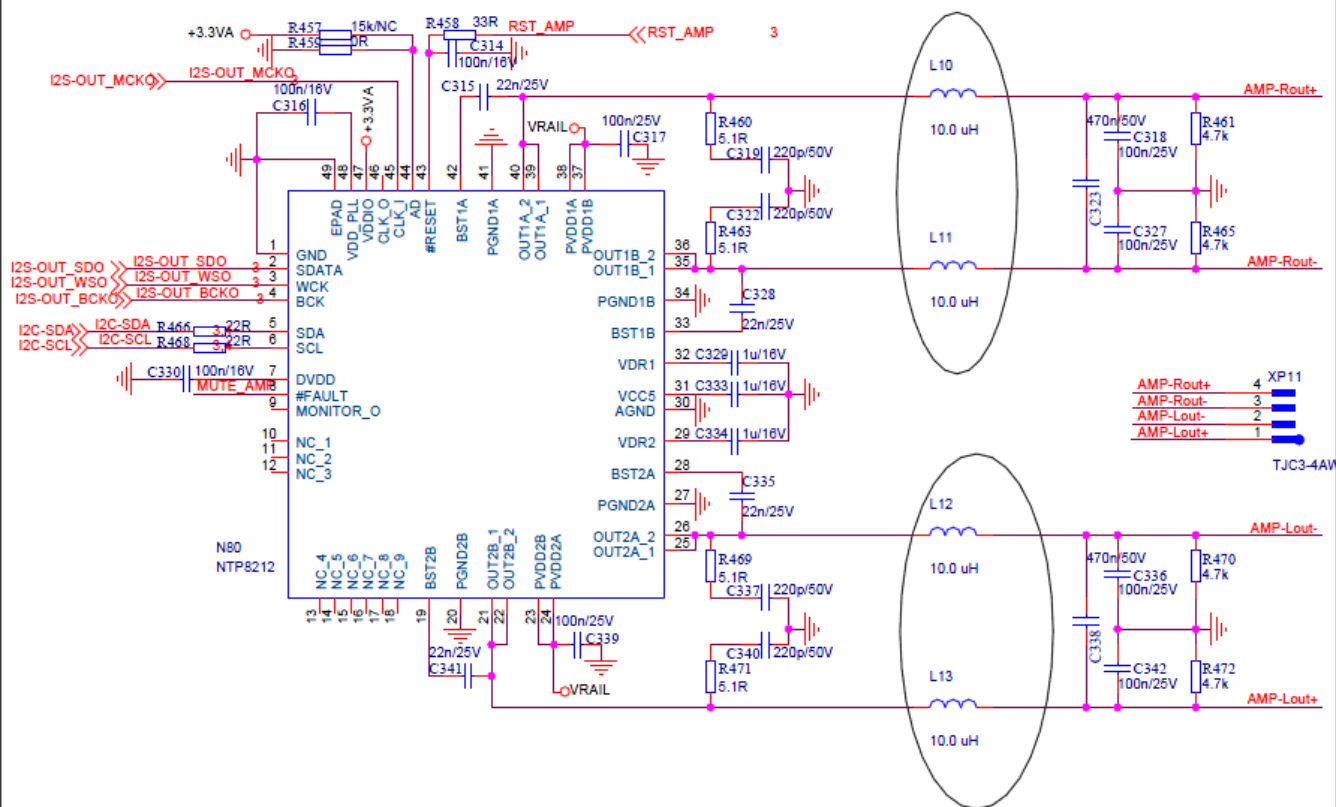 +3.3VA R457 15k/NC
R459 0R
R458 33R RST_AMP RST_AMP 3
C314
100n/16V
I2S-OUT_MCKO I2S-OUT_MCKO 3
C315 22n/25V
100n/16V
C316
+3.3VA
VRAIL
100n/25V
C317
L10
10.0 uH
AMP-Rout+
R460
5.1R
C319 220p/50V
C322 220p/50V
R463
5.1R
470n/50V
C318
100n/25V
R461
4.7k
C323
C327
100n/25V
R465
4.7k
L11
10.0 uH
AMP-Rout-
49 48 47 46 45 44 43 42 41 40 39 38 37
EPAD VDD_PLL VDDIO CLK_O CLK_I AD #RESET BST1A PGND1A OUT1A_2 OUT1A_1 PVDD1A PVDD1B
1 GND
I2S-OUT_SDO I2S-OUT_SDO 3 2 SDATA
I2S-OUT_WSO I2S-OUT_WSO 3 3 WCK
I2S-OUT_BCKO I2S-OUT_BCKO 3 4 BCK
I2C-SDA I2C-SDA R466 22R 5 SDA
I2C-SCL I2C-SCL R468 22R 6 SCL
C330 100n/16V 7 DVDD
MUTE_AMP 8 #FAULT
9 MONITOR_O
10 NC_1
11 NC_2
12 NC_3
OUT1B_2 36
OUT1B_1 35
PGND1B 34
BST1B 33
C328
22n/25V
VDR1 32 C329 1u/16V
VCC5 31 C333 1u/16V
AGND 30
VDR2 29 C334 1u/16V
BST2A 28
C335
22n/25V
PGND2A 27
OUT2A_2 26
OUT2A_1 25
XP11
AMP-Rout+ 4
AMP-Rout- 3
AMP-Lout- 2
AMP-Lout+ 1
TJC3-4AW
N80
NTP8212
NC_4 NC_5 NC_6 NC_7 NC_8 NC_9 BST2B PGND2B OUT2B_1 OUT2B_2 PVDD2B PVDD2A
13 14 15 16 17 18 19 20 21 22 23 24
22n/25V
C341
100n/25V
C339
VRAIL
L12
10.0 uH
AMP-Lout-
R469
5.1R
C337 220p/50V
C340 220p/50V
R471
5.1R
470n/50V
C336
100n/25V
R470
4.7k
C338
C342
100n/25V
R472
4.7k
L13
10.0 uH
AMP-Lout+